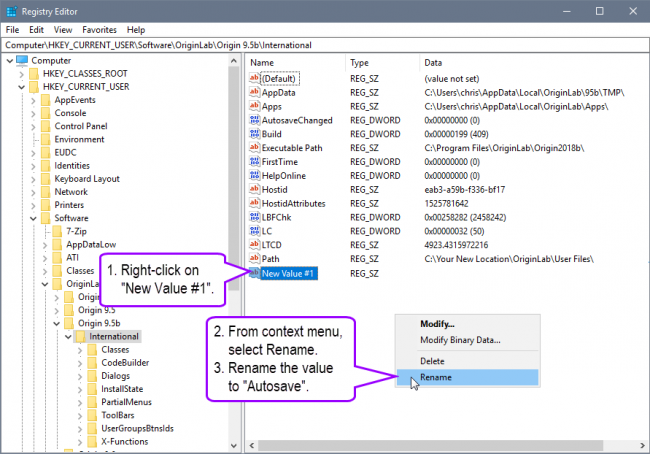 Registry Editor
File Edit View Favorites Help
Computer\HKEY_CURRENT_USER\Software\OriginLab\Origin 9.5b\International
Computer
HKEY_CLASSES_ROOT
HKEY_CURRENT_USER
AppEvents
Console
Control Panel
Environment
EUDC
Identities
Keyboard Layout
Network
Printers
Software
7-Zip
AppDataLow
ATI
Classes
OriginLa
Origin
Origin 9.5
Origin 9.5b
International
Classes
CodeBuilder
Dialogs
InstallState
PartialMenus
ToolBars
UserGroupsBtnsIds
X-Functions
Name Type Data
(Default) REG_SZ (value not set)
AppData REG_SZ C:\Users\chris\AppData\Local\OriginLab\95b\TMP\
Apps REG_SZ C:\Users\chris\AppData\Local\OriginLab\Apps\
AutosaveChanged REG_DWORD 0x00000000 (0)
Build REG_DWORD 0x00000199 (409)
Executable Path REG_SZ C:\Program Files\OriginLab\Origin2018b\
FirstTime REG_DWORD 0x00000000 (0)
HelpOnline REG_DWORD 0x00000000 (0)
Hostid REG_SZ eab3-a59b-f336-bf17
HostidAttributes REG_SZ 1525781642
LBFChk REG_DWORD 0x00258282 (2458242)
LC REG_DWORD 0x00000032 (50)
LTCD REG_SZ 4923.4315972216
Path REG_SZ C:\Your New Location\OriginLab\User Files\
New Value #1 REG_SZ
1. Right-click on
"New Value #1".
2. From context menu,
select Rename.
3. Rename the value
to "Autosave".
Modify...
Modify Binary Data...
Delete
Rename